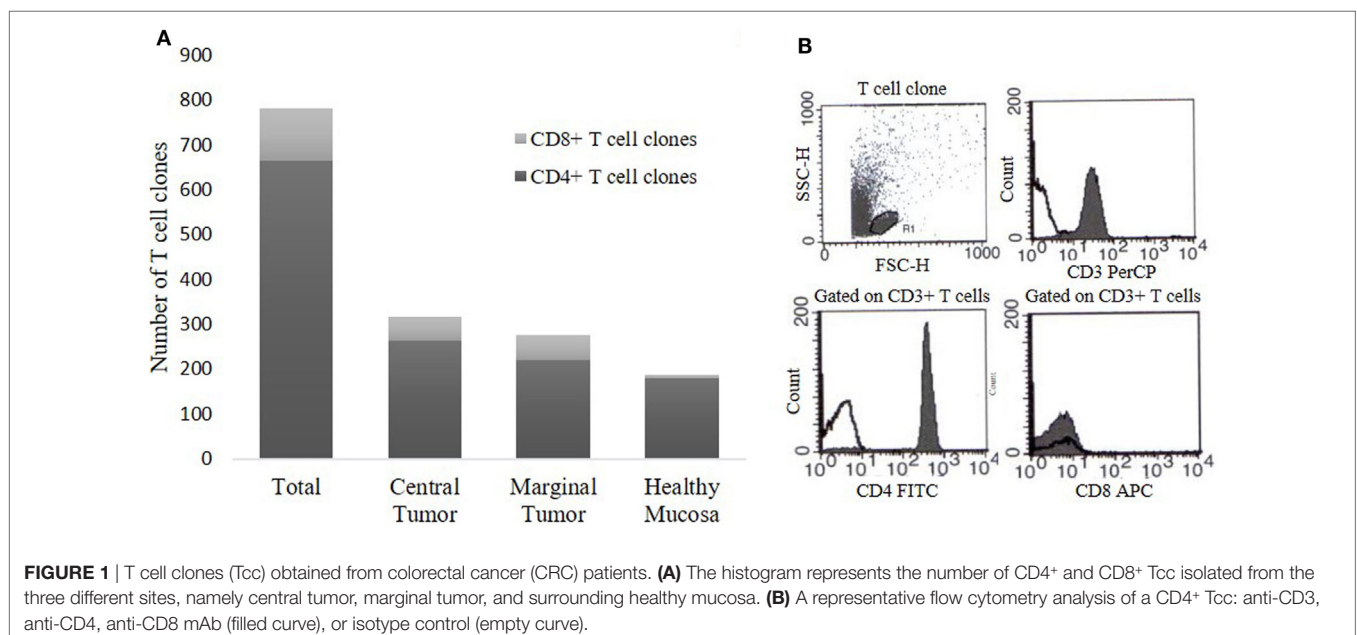 A
900
800
700
600
500
400
300
200
100
0
Number of T cell clones
CD8+ T cell clones
CD4+ T cell clones
Total
Central
Tumor
Marginal
Tumor
Healthy
Mucosa
B
T cell clone
1000
SSC-H
0
R1
0 1000
FSC-H
200
Count
0
10⁰ 10¹ 10² 10³ 10⁴
CD3 PerCP
Gated on CD3+ T cells
200
Count
0
10⁰ 10¹ 10² 10³ 10⁴
CD4 FITC
Gated on CD3+ T cells
200
Count
0
10⁰ 10¹ 10² 10³ 10⁴
CD8 APC
FIGURE 1 | T cell clones (Tcc) obtained from colorectal cancer (CRC) patients. (A) The histogram represents the number of CD4⁺ and CD8⁺ Tcc isolated from the
three different sites, namely central tumor, marginal tumor, and surrounding healthy mucosa. (B) A representative flow cytometry analysis of a CD4⁺ Tcc: anti-CD3,
anti-CD4, anti-CD8 mAb (filled curve), or isotype control (empty curve).